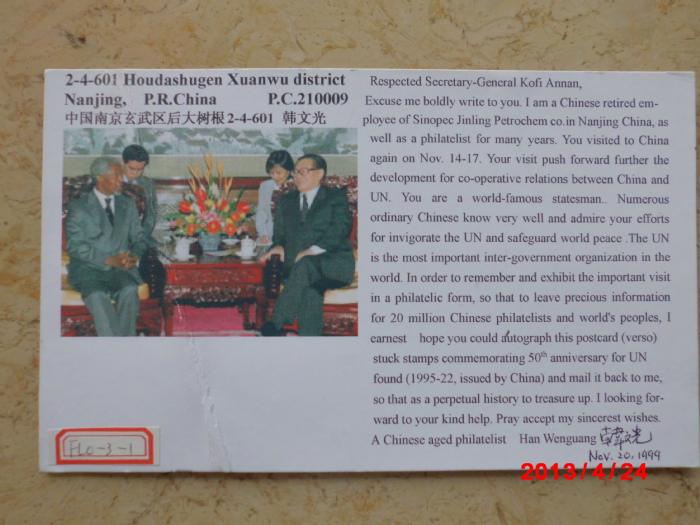 2-4-601 Houdashugen Xuanwu district
Nanjing, P.R.China P.C.210009
中国南京玄武区后大树根2-4-601 韩文光
Respected Secretary-General Kofi Annan,
Excuse me boldly write to you. I am a Chinese retired em-
ployee of Sinopec Jinling Petrochem co.in Nanjing China, as
well as a philatelist for many years. You visited to China
again on Nov. 14-17. Your visit push forward further the
development for co-operative relations between China and
UN. You are a world-famous statesman.. Numerous
ordinary Chinese know very well and admire your efforts
for invigorate the UN and safeguard world peace .The UN
is the most important inter-government organization in the
world. In order to remember and exhibit the important visit
in a philatelic form, so that to leave precious information
for 20 million Chinese philatelists and world's peoples, I
earnest hope you could autograph this postcard (verso)
stuck stamps commemorating 50th anniversary for UN
found (1995-22, issued by China) and mail it back to me,
so that as a perpetual history to treasure up. I looking for-
ward to your kind help. Pray accept my sincerest wishes.
A Chinese aged philatelist Han Wenguang 韩文光
Nov. 20, 1999
FLO-3-1
2013/4/24